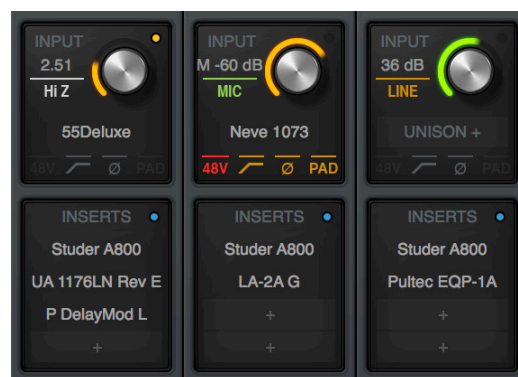 INPUT
2.51
Hi Z
55Deluxe
48V Ø PAD
INSERTS
Studer A800
UA 1176LN Rev E
P DelayMod L
+
INPUT
M -60 dB
MIC
Neve 1073
48V Ø PAD
INSERTS
Studer A800
LA-2A G
+
+
INPUT
36 dB
LINE
UNISON +
48V Ø PAD
INSERTS
Studer A800
Pultec EQP-1A
+
+